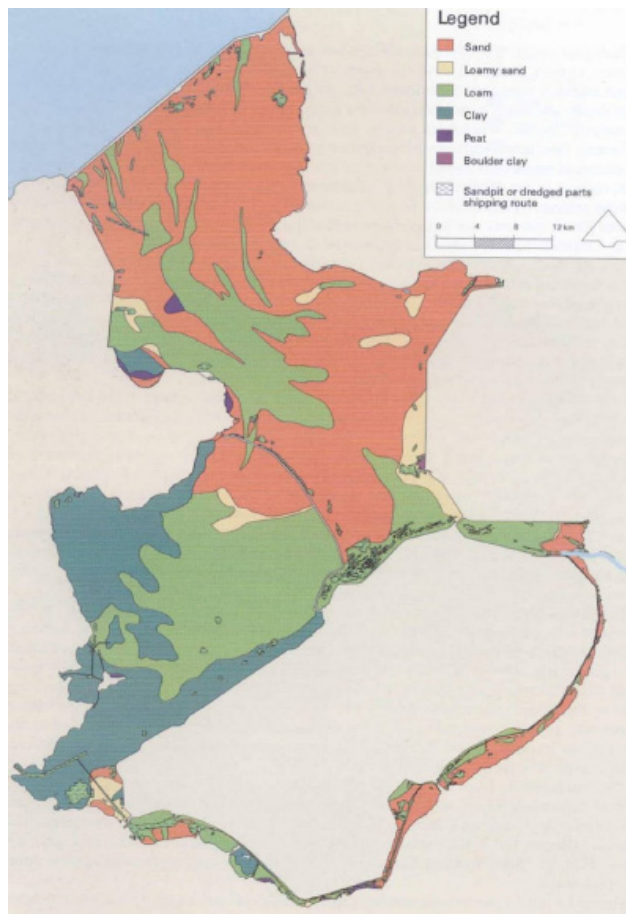 Legend
Sand
Loamy sand
Loam
Clay
Peat
Boulder clay
Sandpit or dredged parts
shipping route
0 4 8 12 km